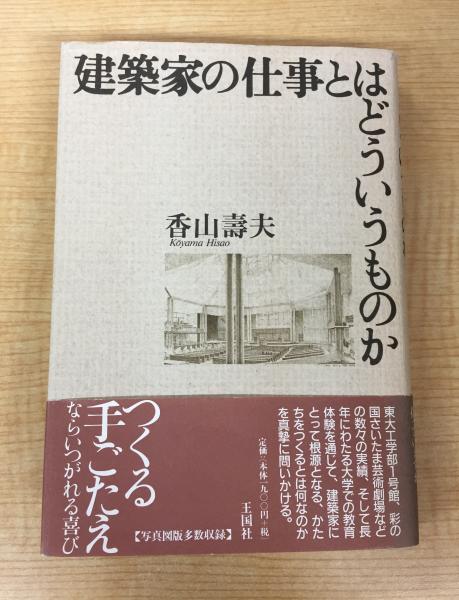 建築家の仕事とはどういうものか
香山壽夫
Kōyama Hisao
東大工学部1号館、彩の
国さいたま芸術劇場など
の数々の実績、そして長
年にわたる大学での教育
体験を通して、建築家に
とって根源となる、かた
ちをつくるとは何なのか
を真摯に問いかける。
定価：本体一九〇〇円＋税
王国社
つくる
手ごたえ
ならいつがれる喜び
【写真図版多数収録】